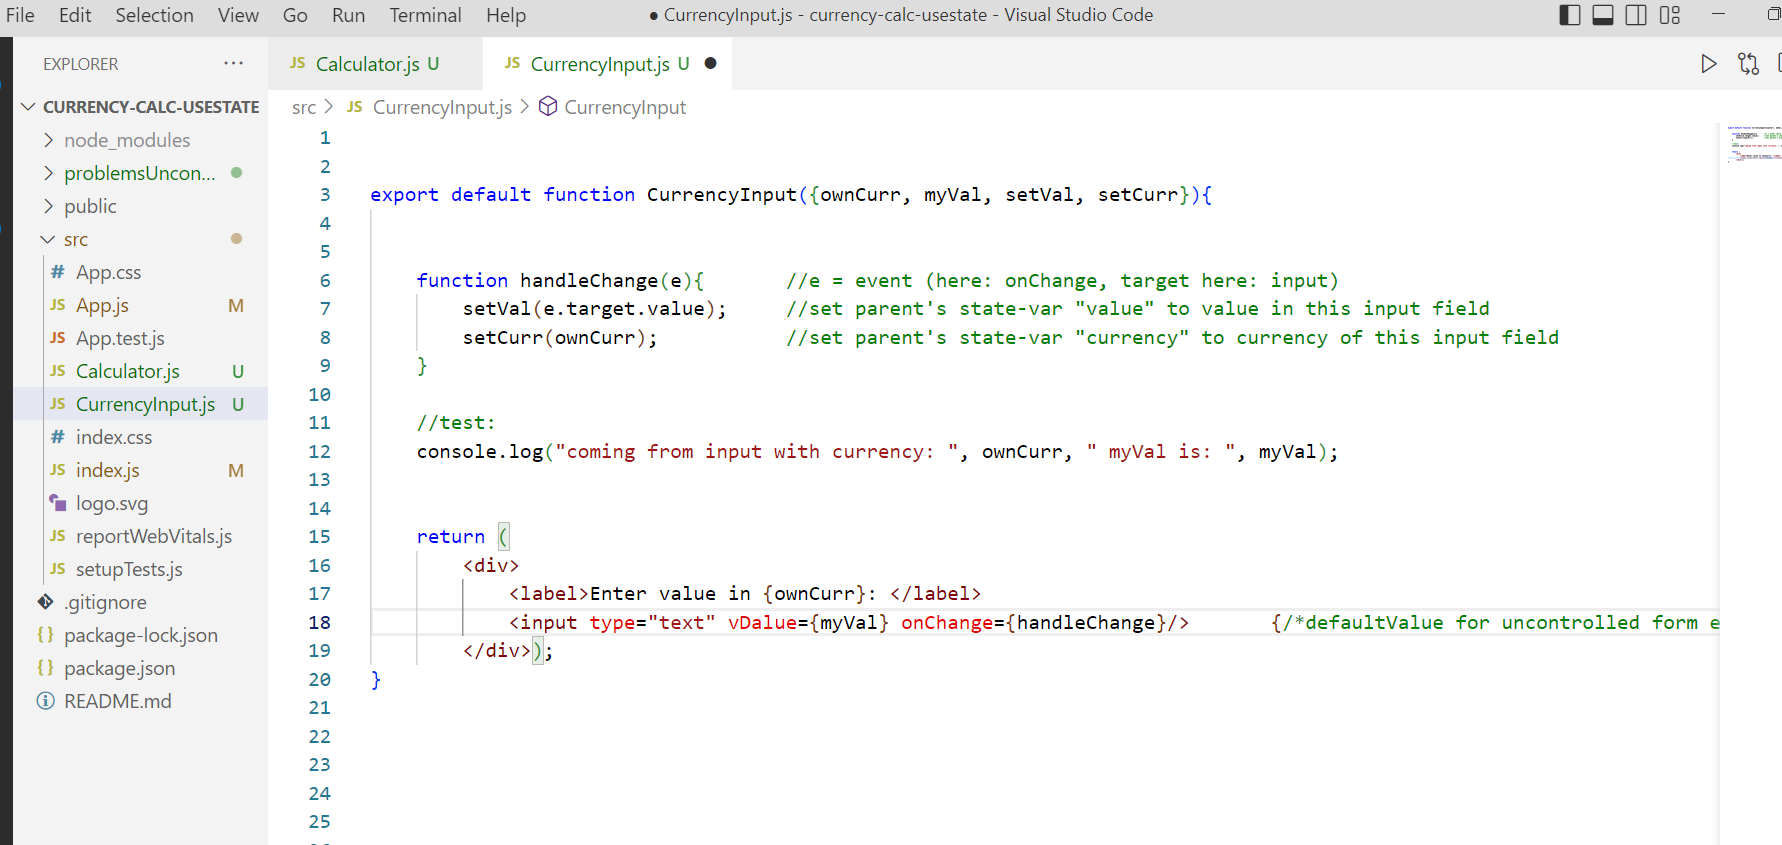 File Edit Selection View Go Run Terminal Help ● CurrencyInput.js - currency-calc-usestate - Visual Studio Code
EXPLORER ···
JS Calculator.js U JS CurrencyInput.js U ●
CURRENCY-CALC-USESTATE
src > JS CurrencyInput.js > CurrencyInput
node_modules
problemsUncon...
public
src
# App.css
JS App.js M
JS App.test.js
JS Calculator.js U
JS CurrencyInput.js U
# index.css
JS index.js M
logo.svg
JS reportWebVitals.js
JS setupTests.js
.gitignore
{} package-lock.json
{} package.json
README.md
1
2
3 export default function CurrencyInput({ownCurr, myVal, setVal, setCurr}){
4
5
6 function handleChange(e){ //e = event (here: onChange, target here: input)
7 setVal(e.target.value); //set parent's state-var "value" to value in this input field
8 setCurr(ownCurr); //set parent's state-var "currency" to currency of this input field
9 }
10
11 //test:
12 console.log("coming from input with currency: ", ownCurr, " myVal is: ", myVal);
13
14
15 return (
16 <div>
17 <label>Enter value in {ownCurr}: </label>
18 <input type="text" vDalue={myVal} onChange={handleChange}/> {/*defaultValue for uncontrolled form e
19 </div>);
20 }
21
22
23
24
25